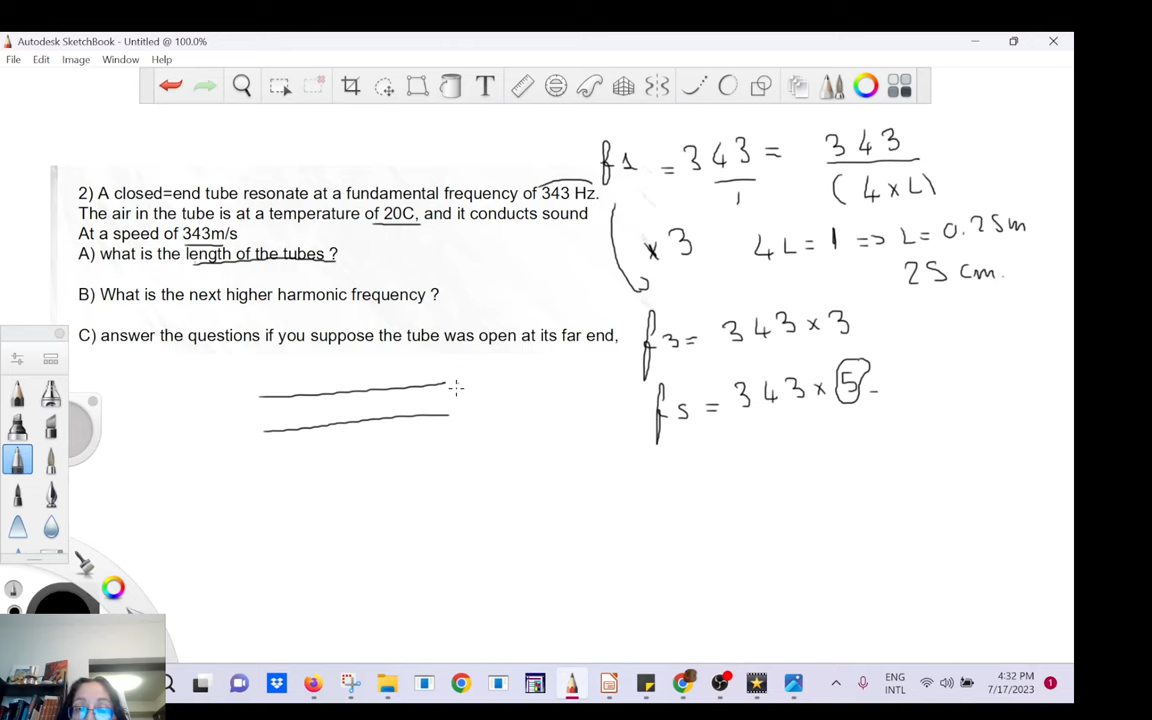 Autodesk SketchBook - Untitled @ 100.0%
File Edit Image Window Help
T
2) A closed=end tube resonate at a fundamental frequency of 343 Hz.
The air in the tube is at a temperature of 20C, and it conducts sound
At a speed of 343m/s
A) what is the length of the tubes ?
B) What is the next higher harmonic frequency ?
C) answer the questions if you suppose the tube was open at its far end,
f1 = 343 = 343
1 (4 x L)
x 3 4 L = 1 => L = 0.25m
25 cm.
f3 = 343 x 3
f5 = 343 x 5
ENG
INTL
4:32 PM
7/17/2023
1